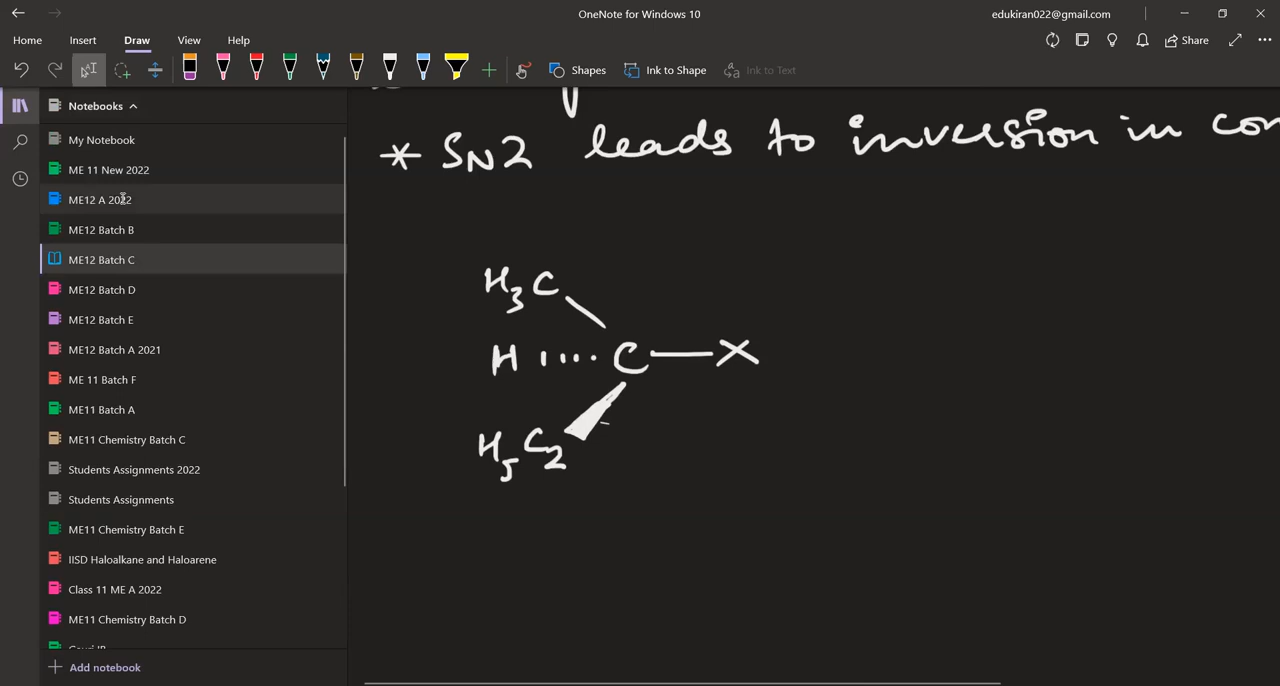 OneNote for Windows 10
edukiran022@gmail.com
Home Insert Draw View Help
Share
Shapes Ink to Shape Ink to Text
Notebooks
My Notebook
ME 11 New 2022
ME12 A 2022
ME12 Batch B
ME12 Batch C
ME12 Batch D
ME12 Batch E
ME12 Batch A 2021
ME 11 Batch F
ME11 Batch A
ME11 Chemistry Batch C
Students Assignments 2022
Students Assignments
ME11 Chemistry Batch E
IISD Haloalkane and Haloarene
Class 11 ME A 2022
ME11 Chemistry Batch D
Add notebook
* SN2 leads to inversion in con
H3C
H C X
H5C2